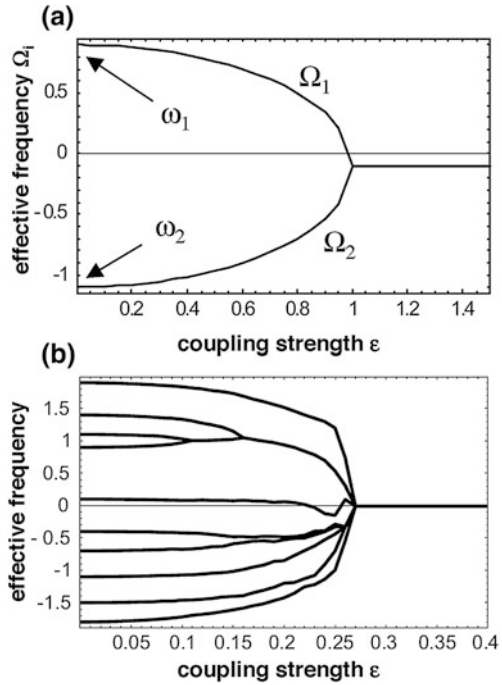 (a)
effective frequency Ωi
0.5
0
-0.5
-1
ω1
ω2
Ω1
Ω2
0.2 0.4 0.6 0.8 1 1.2 1.4
coupling strength ε
(b)
effective frequency
1.5
1
0.5
0
-0.5
-1
-1.5
0.05 0.1 0.15 0.2 0.25 0.3 0.35 0.4
coupling strength ε